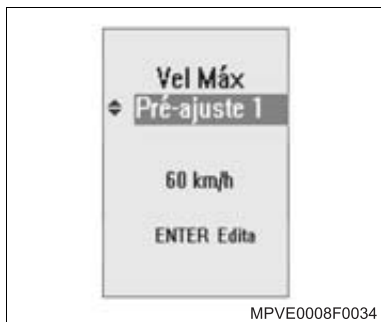 Vel Máx
Pré-ajuste 1
60 km/h
ENTER Edita
MPVE0008F0034